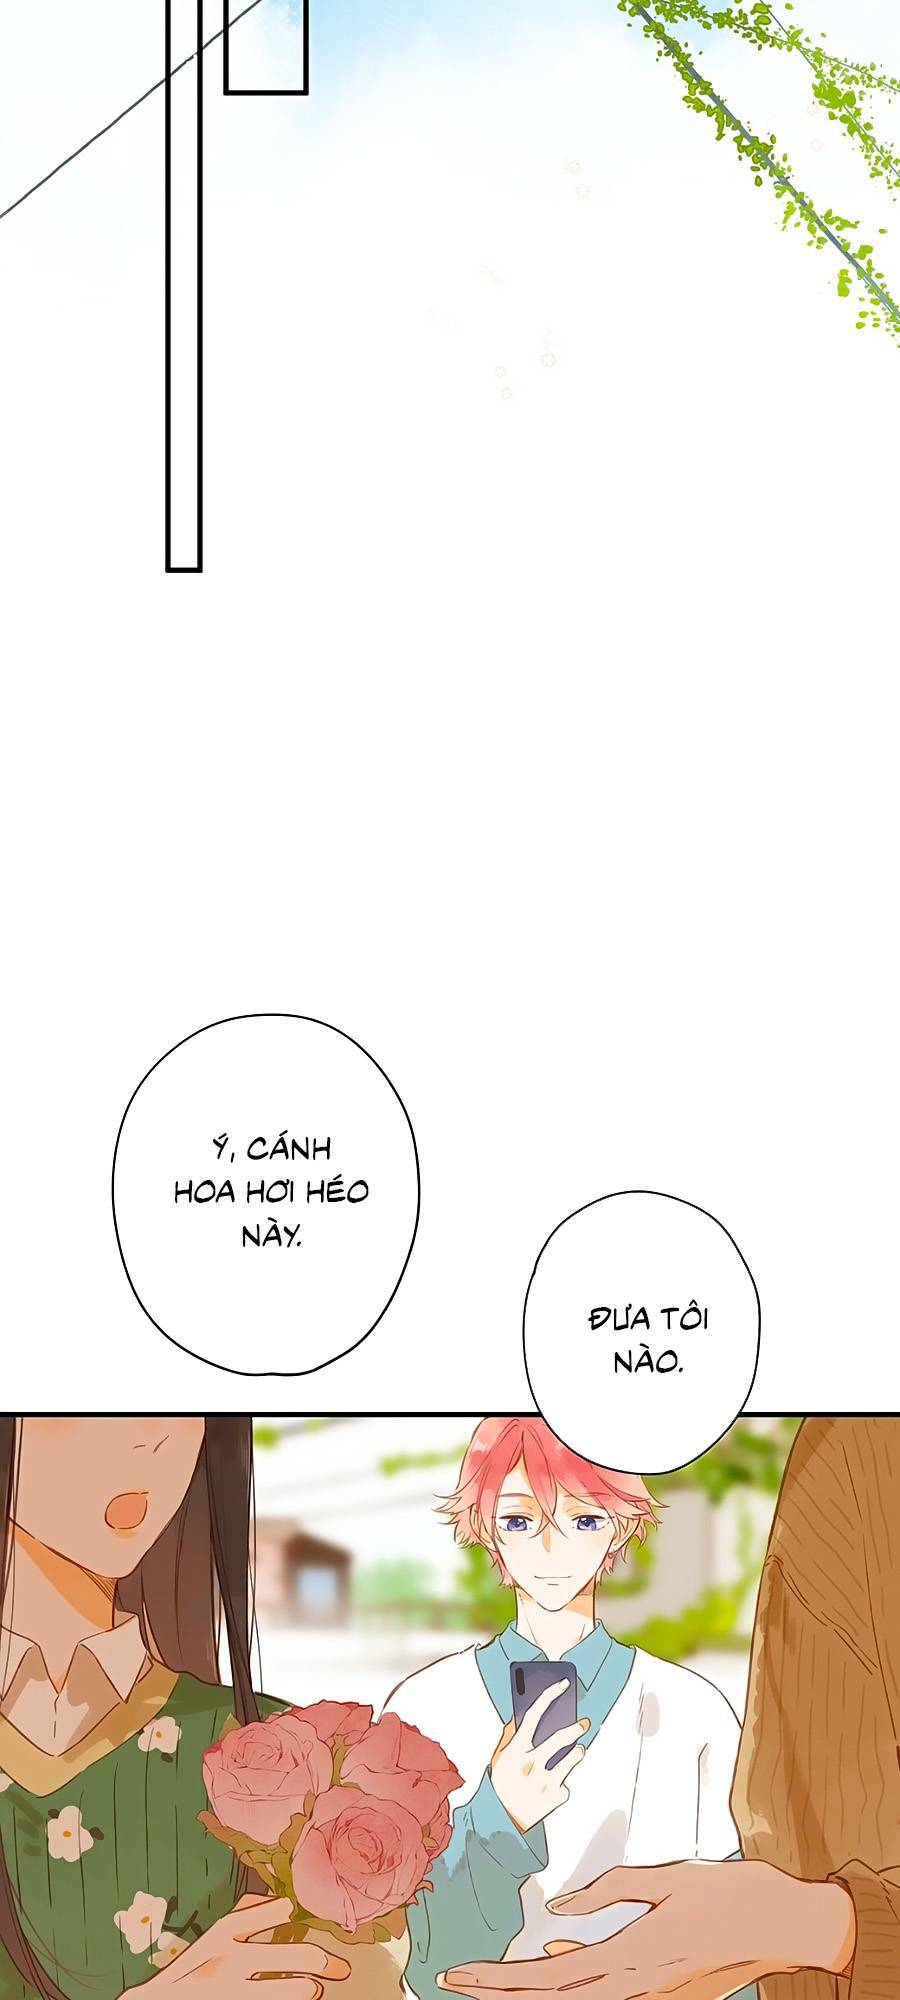 Ý, CÁNH
HOA HƠI HÉO
NÀY.
ĐƯA TÔI
NÀO.